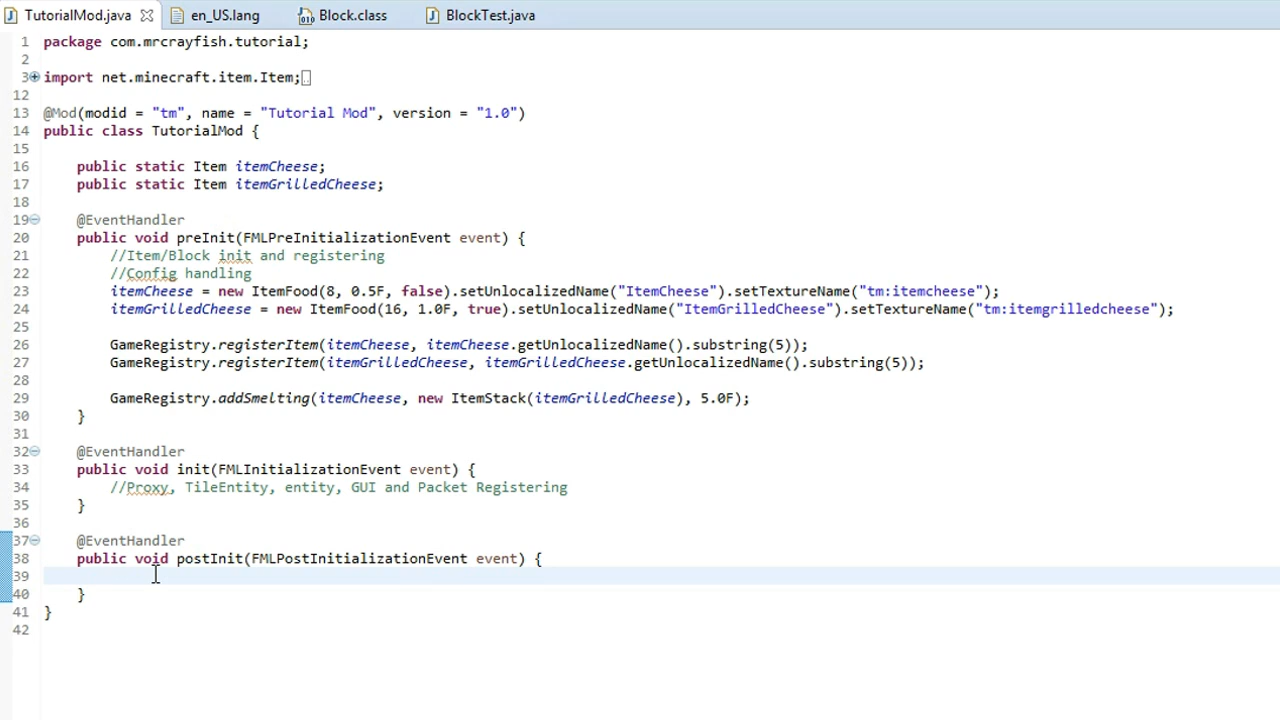 TutorialMod.java
en_US.lang
Block.class
BlockTest.java
1 package com.mrcrayfish.tutorial;
2
3 import net.minecraft.item.Item;
12
13 @Mod(modid = "tm", name = "Tutorial Mod", version = "1.0")
14 public class TutorialMod {
15
16 public static Item itemCheese;
17 public static Item itemGrilledCheese;
18
19 @EventHandler
20 public void preInit(FMLPreInitializationEvent event) {
21 //Item/Block init and registering
22 //Config handling
23 itemCheese = new ItemFood(8, 0.5F, false).setUnlocalizedName("ItemCheese").setTextureName("tm:itemcheese");
24 itemGrilledCheese = new ItemFood(16, 1.0F, true).setUnlocalizedName("ItemGrilledCheese").setTextureName("tm:itemgrilledcheese");
25
26 GameRegistry.registerItem(itemCheese, itemCheese.getUnlocalizedName().substring(5));
27 GameRegistry.registerItem(itemGrilledCheese, itemGrilledCheese.getUnlocalizedName().substring(5));
28
29 GameRegistry.addSmelting(itemCheese, new ItemStack(itemGrilledCheese), 5.0F);
30 }
31
32 @EventHandler
33 public void init(FMLInitializationEvent event) {
34 //Proxy, TileEntity, entity, GUI and Packet Registering
35 }
36
37 @EventHandler
38 public void postInit(FMLPostInitializationEvent event) {
39
40 }
41 }
42